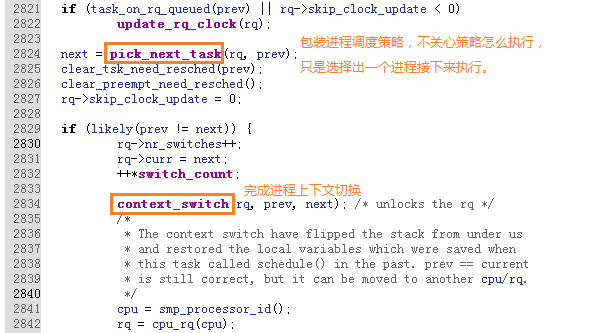 2821 if (task_on_rq_queued(prev) || rq->skip_clock_update < 0)
2822 update_rq_clock(rq);
2823
2824 next = pick_next_task(rq, prev); 包装进程调度策略，不关心策略怎么执行，
2825 clear_tsk_need_resched(prev); 只是选择出一个进程接下来执行。
2826 clear_preempt_need_resched();
2827 rq->skip_clock_update = 0;
2828
2829 if (likely(prev != next)) {
2830 rq->nr_switches++;
2831 rq->curr = next;
2832 ++*switch_count;
2833 完成进程上下文切换
2834 context_switch(rq, prev, next); /* unlocks the rq */
2835 /*
2836 * The context switch have flipped the stack from under us
2837 * and restored the local variables which were saved when
2838 * this task called schedule() in the past. prev == current
2839 * is still correct, but it can be moved to another cpu/rq.
2840 */
2841 cpu = smp_processor_id();
2842 rq = cpu_rq(cpu);